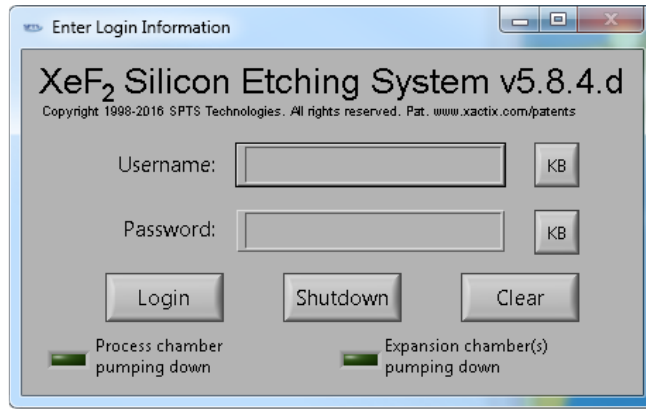 Enter Login Information
XeF₂ Silicon Etching System v5.8.4.d
Copyright 1998-2016 SPTS Technologies. All rights reserved. Pat. www.xactix.com/patents
Username: KB
Password: KB
Login Shutdown Clear
Process chamber Expansion chamber(s)
pumping down pumping down